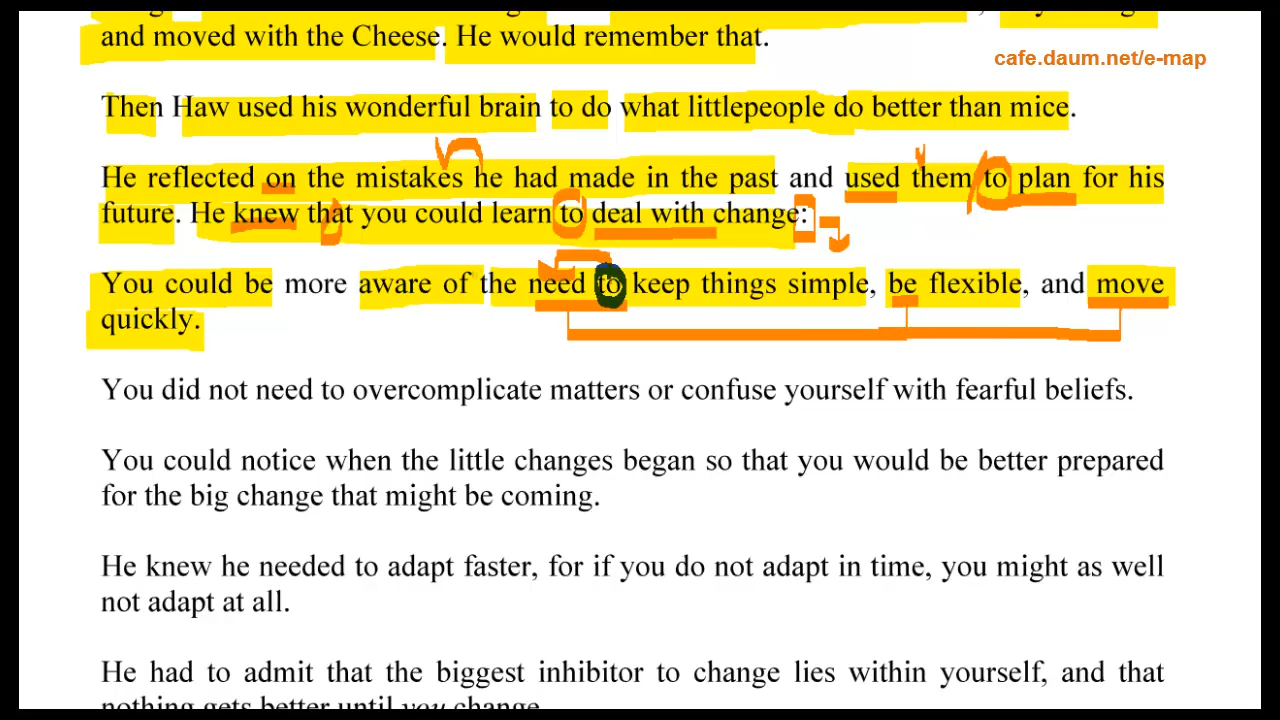 and moved with the Cheese. He would remember that.
cafe.daum.net/e-map
Then Haw used his wonderful brain to do what littlepeople do better than mice.
He reflected on the mistakes he had made in the past and used them to plan for his
future. He knew that you could learn to deal with change:
You could be more aware of the need to keep things simple, be flexible, and move
quickly.
You did not need to overcomplicate matters or confuse yourself with fearful beliefs.
You could notice when the little changes began so that you would be better prepared
for the big change that might be coming.
He knew he needed to adapt faster, for if you do not adapt in time, you might as well
not adapt at all.
He had to admit that the biggest inhibitor to change lies within yourself, and that
nothing gets better until you change.